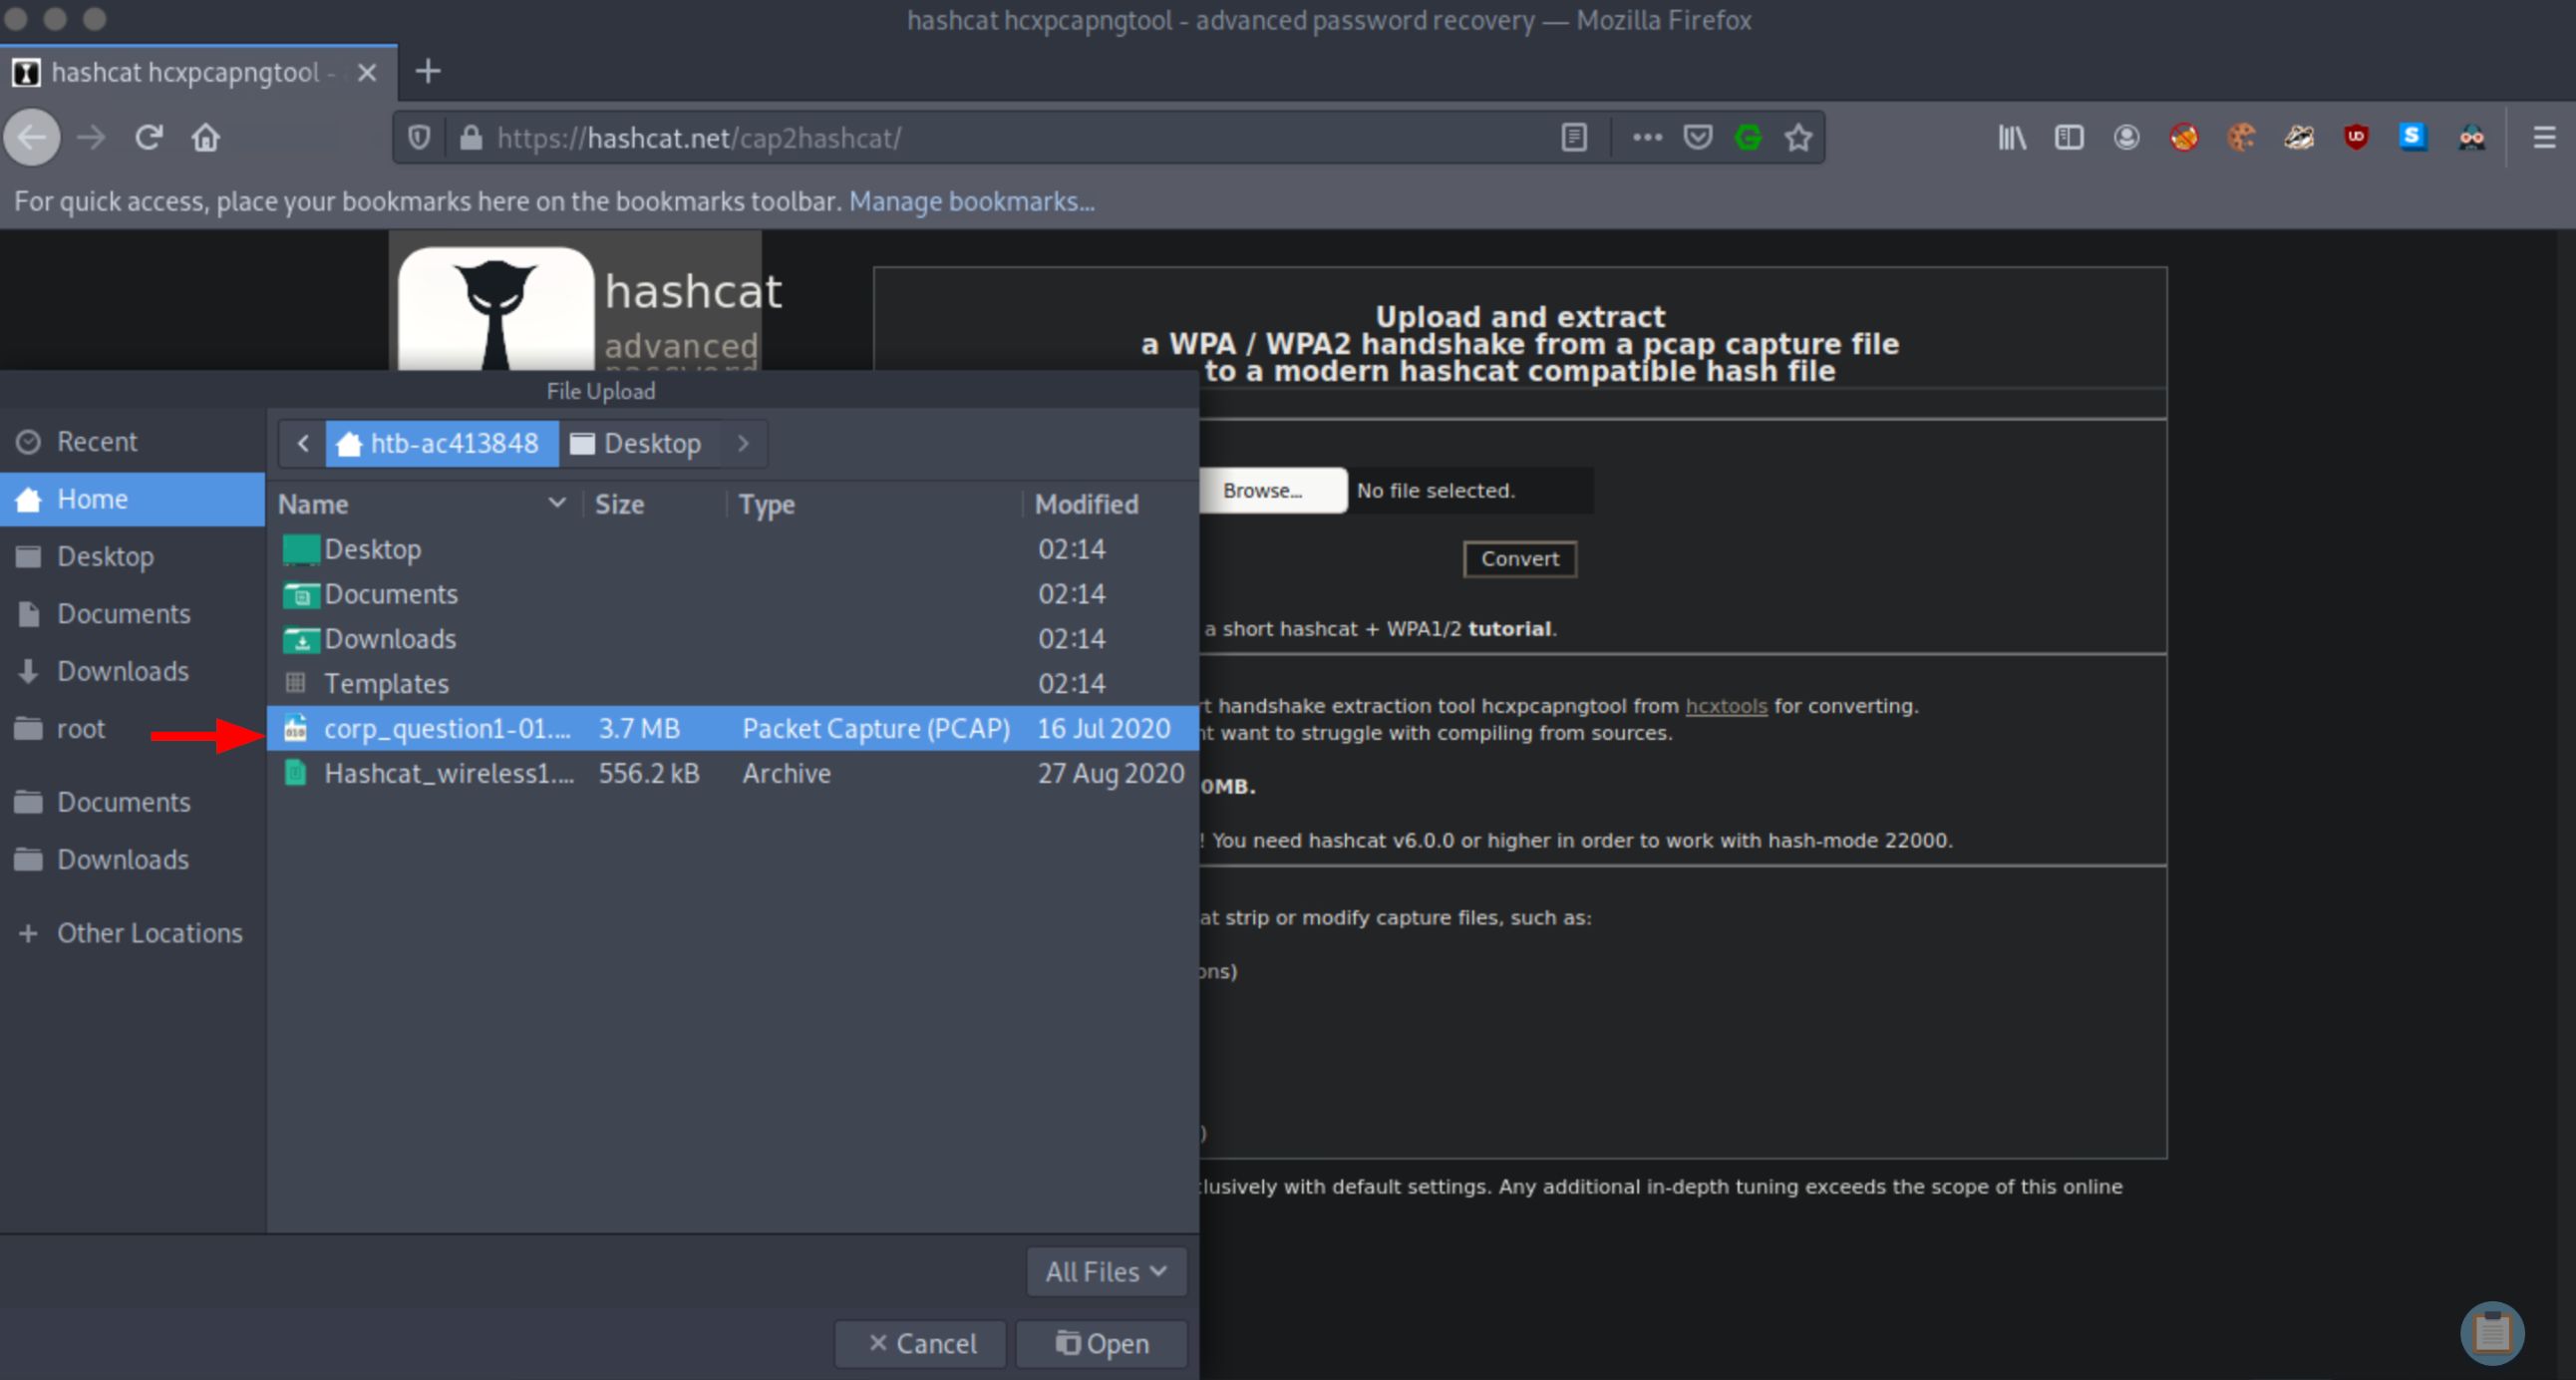 hashcat hcxpcapngtool - advanced password recovery — Mozilla Firefox
hashcat hcxpcapngtool -
https://hashcat.net/cap2hashcat/
For quick access, place your bookmarks here on the bookmarks toolbar. Manage bookmarks...
hashcat
advanced
password
Upload and extract
a WPA / WPA2 handshake from a pcap capture file
to a modern hashcat compatible hash file
File Upload
Recent
Home
Desktop
Documents
Downloads
root
Documents
Downloads
Other Locations
htb-ac413848 Desktop
Name Size Type Modified
Desktop 02:14
Documents 02:14
Downloads 02:14
Templates 02:14
corp_question1-01.... 3.7 MB Packet Capture (PCAP) 16 Jul 2020
Hashcat_wireless1.... 556.2 kB Archive 27 Aug 2020
All Files
Cancel Open
Browse... No file selected.
Convert
a short hashcat + WPA1/2 tutorial.
t handshake extraction tool hcxpcapngtool from hcxtools for converting.
t want to struggle with compiling from sources.
0MB.
! You need hashcat v6.0.0 or higher in order to work with hash-mode 22000.
at strip or modify capture files, such as:
ons)
)
clusively with default settings. Any additional in-depth tuning exceeds the scope of this online